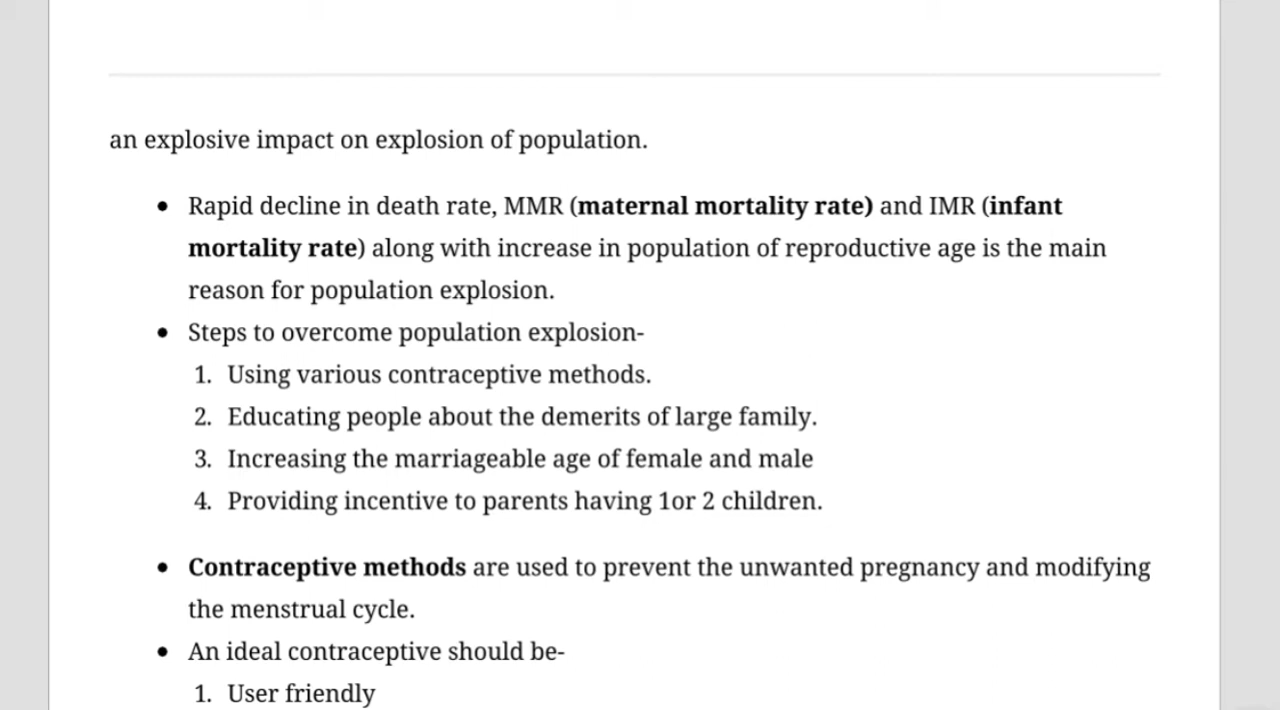 an explosive impact on explosion of population.
• Rapid decline in death rate, MMR (maternal mortality rate) and IMR (infant
mortality rate) along with increase in population of reproductive age is the main
reason for population explosion.
• Steps to overcome population explosion-
1. Using various contraceptive methods.
2. Educating people about the demerits of large family.
3. Increasing the marriageable age of female and male
4. Providing incentive to parents having 1or 2 children.
• Contraceptive methods are used to prevent the unwanted pregnancy and modifying
the menstrual cycle.
• An ideal contraceptive should be-
1. User friendly